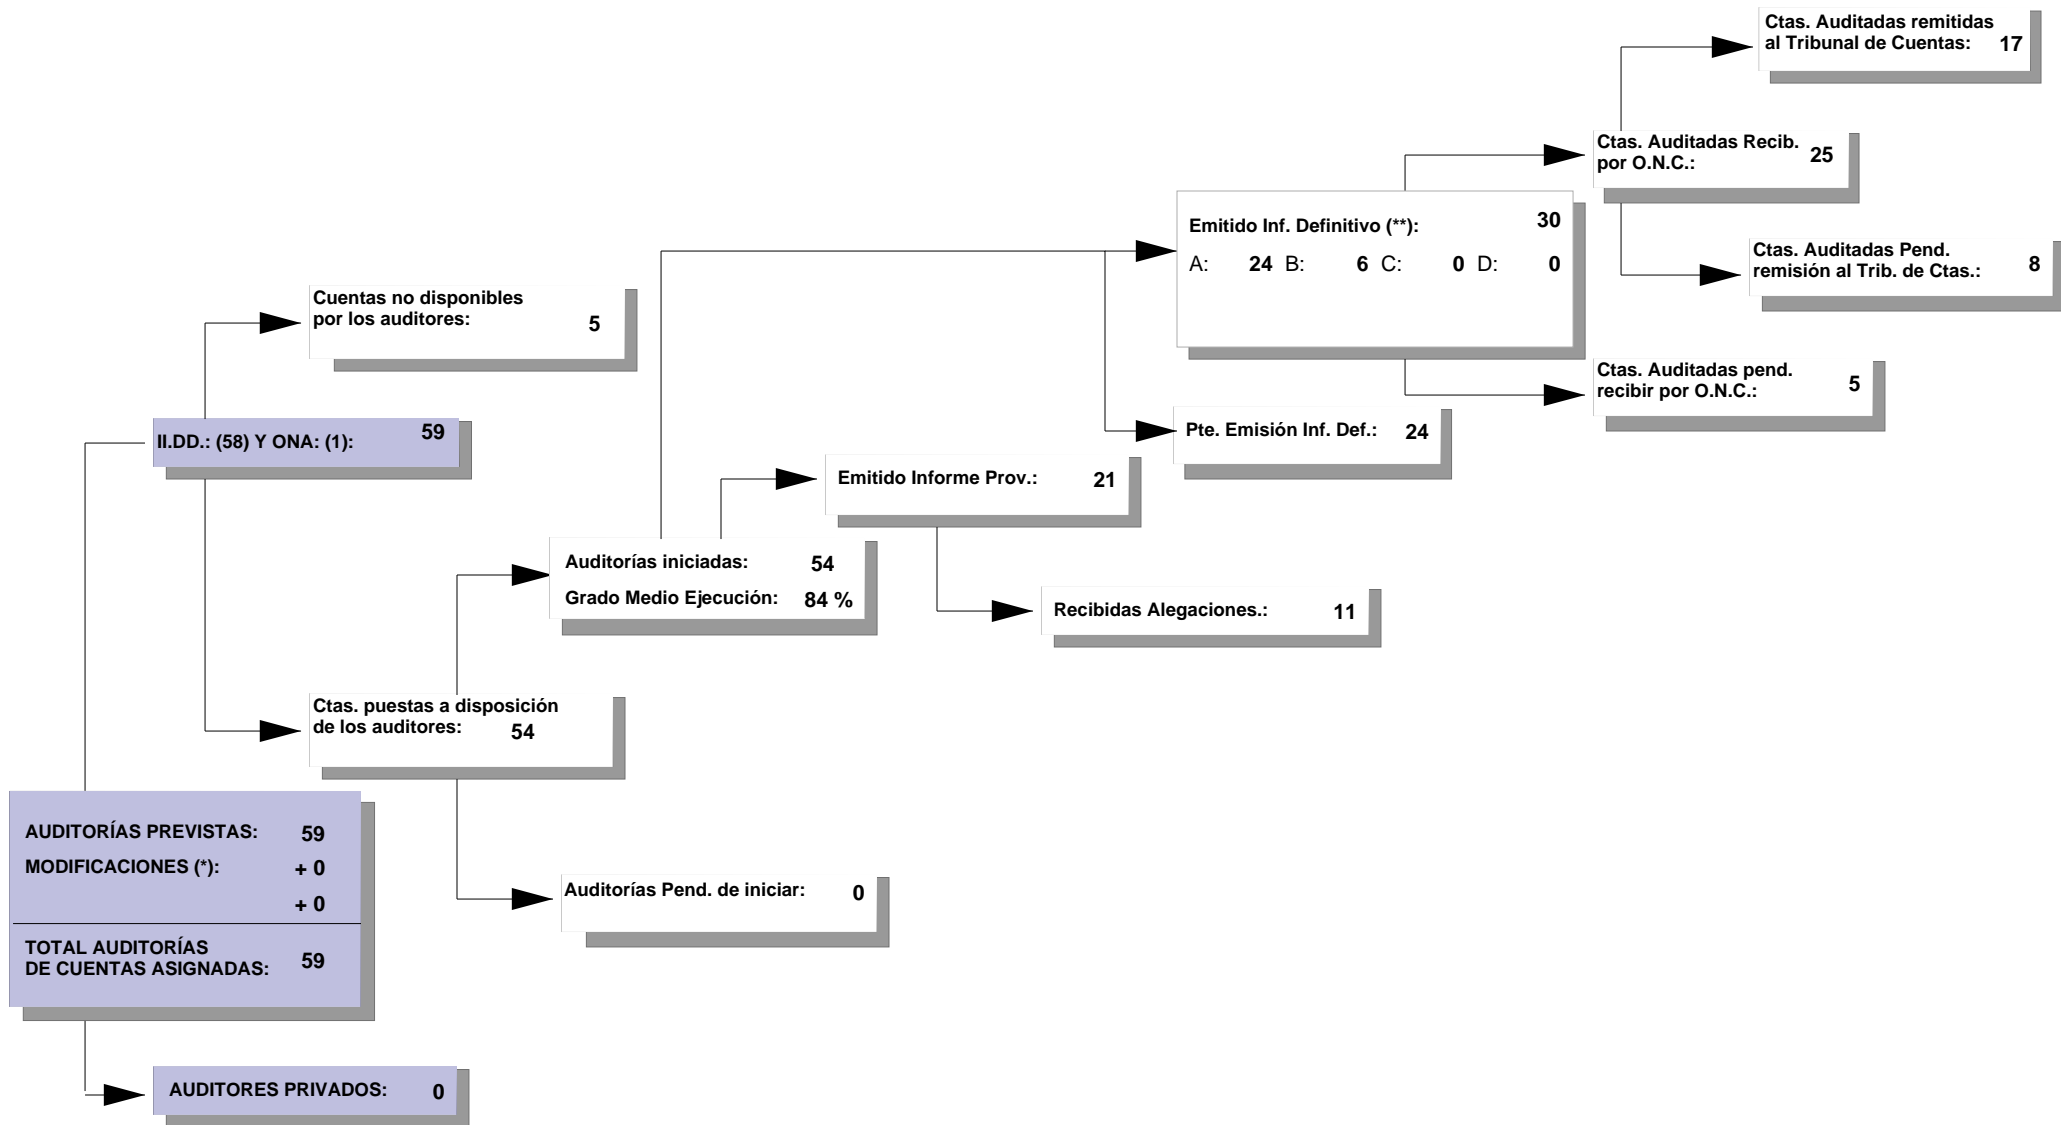 Ctas. Auditadas remitidas
al Tribunal de Cuentas: 17
Ctas. Auditadas Recib.
por O.N.C.: 25
Emitido Inf. Definitivo (**): 30
A: 24 B: 6 C: 0 D: 0
Ctas. Auditadas Pend.
remisión al Trib. de Ctas.: 8
Cuentas no disponibles
por los auditores: 5
Ctas. Auditadas pend.
recibir por O.N.C.: 5
II.DD.: (58) Y ONA: (1): 59
Pte. Emisión Inf. Def.: 24
Emitido Informe Prov.: 21
Auditorías iniciadas: 54
Grado Medio Ejecución: 84 %
Recibidas Alegaciones.: 11
Ctas. puestas a disposición
de los auditores: 54
AUDITORÍAS PREVISTAS: 59
MODIFICACIONES (*): + 0
+ 0
TOTAL AUDITORÍAS
DE CUENTAS ASIGNADAS: 59
Auditorías Pend. de iniciar: 0
AUDITORES PRIVADOS: 0